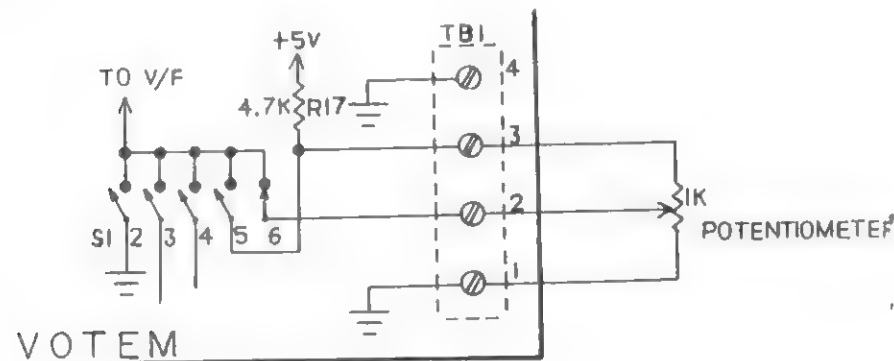 +5V
TB1
TO V/F
4
4.7K R17
3
1K
2
S1 2 3 4 5 6
POTENTIOMETER
1
VOTEM